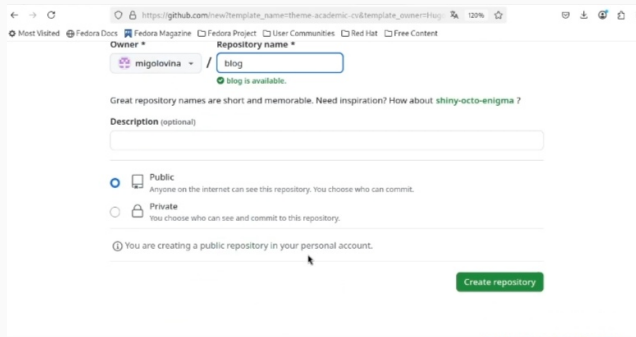 https://github.com/new?template_name=theme-academic-cv&template_owner=Hug
120%
Most Visited Fedora Docs Fedora Magazine Fedora Project User Communities Red Hat Free Content
Owner * Repository name *
migolovina / blog
blog is available.
Great repository names are short and memorable. Need inspiration? How about shiny-octo-enigma ?
Description (optional)
Public
Anyone on the internet can see this repository. You choose who can commit.
Private
You choose who can see and commit to this repository.
You are creating a public repository in your personal account.
Create repository